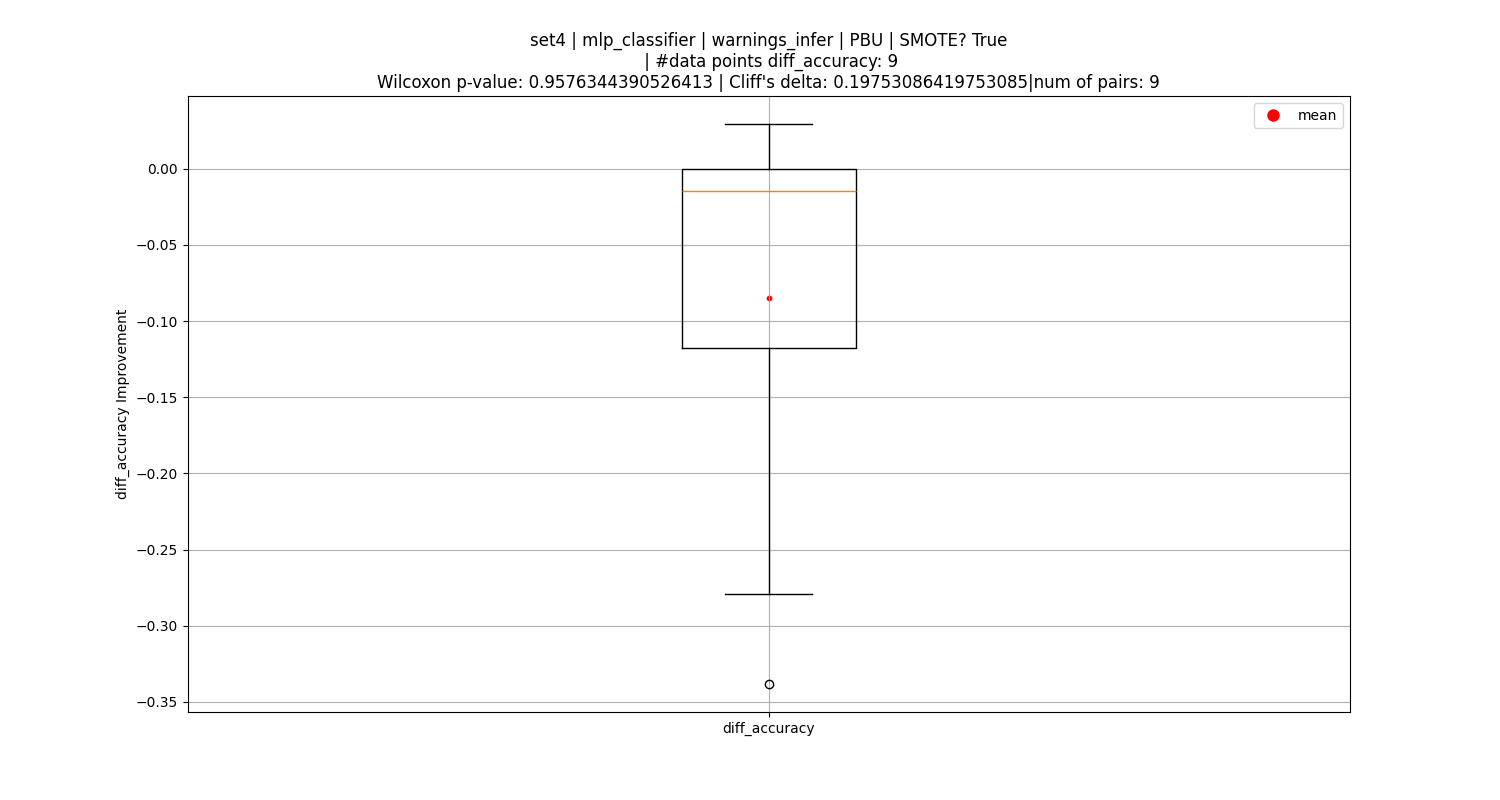 set4 | mlp_classifier | warnings_infer | PBU | SMOTE? True
| #data points diff_accuracy: 9
Wilcoxon p-value: 0.9576344390526413 | Cliff's delta: 0.19753086419753085|num of pairs: 9
mean
0.00
−0.05
−0.10
−0.15
−0.20
−0.25
−0.30
−0.35
diff_accuracy Improvement
diff_accuracy